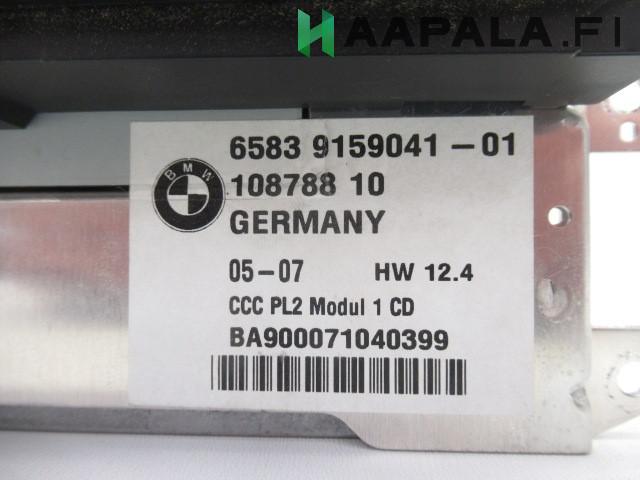 HAAPALA.FI
BMW
6583 9159041-01
108788 10
GERMANY
05-07 HW 12.4
CCC PL2 Modul 1 CD
BA900071040399